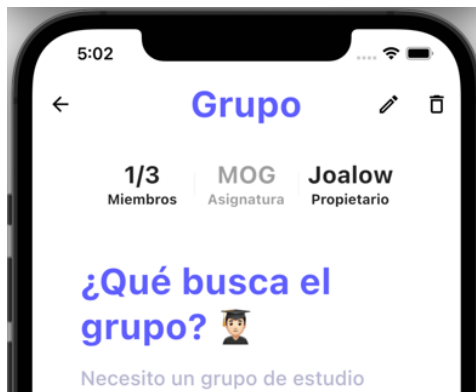 5:02
Grupo
1/3 MOG Joalow
Miembros Asignatura Propietario
¿Qué busca el
grupo? 👨🏻‍🎓
Necesito un grupo de estudio